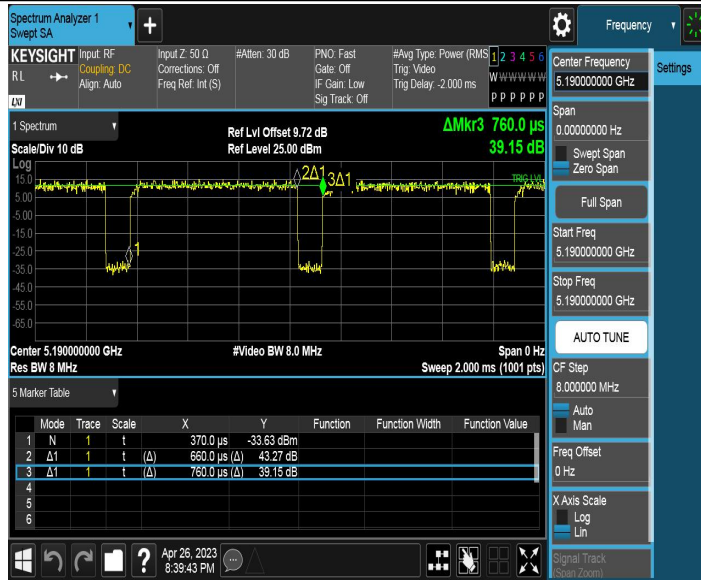 Spectrum Analyzer 1
Swept SA
+
Frequency
KEYSIGHT
Input: RF
Coupling: DC
Align: Auto
Input Z: 50 Ω
Corrections: Off
Freq Ref: Int (S)
#Atten: 30 dB
PNO: Fast
Gate: Off
IF Gain: Low
Sig Track: Off
#Avg Type: Power (RMS
Trig: Video
Trig Delay: -2.000 ms
1 2 3 4 5 6
W W W W W W
P P P P P P
RL
LXI
1 Spectrum
Scale/Div 10 dB
Ref Lvl Offset 9.72 dB
Ref Level 25.00 dBm
ΔMkr3 760.0 µs
39.15 dB
Log
15.0
5.00
-5.00
-15.0
-25.0
-35.0
-45.0
-55.0
-65.0
2Δ1
3Δ1
TRIG LVL
1
Center 5.190000000 GHz
Res BW 8 MHz
#Video BW 8.0 MHz
Span 0 Hz
Sweep 2.000 ms (1001 pts)
5 Marker Table
Mode Trace Scale X Y Function Function Width Function Value
1 N 1 t 370.0 µs -33.63 dBm
2 Δ1 1 t (Δ) 660.0 µs (Δ) 43.27 dB
3 Δ1 1 t (Δ) 760.0 µs (Δ) 39.15 dB
4
5
6
?
Apr 26, 2023
8:39:43 PM
Center Frequency
5.190000000 GHz
Settings
Span
0.00000000 Hz
Swept Span
Zero Span
Full Span
Start Freq
5.190000000 GHz
Stop Freq
5.190000000 GHz
AUTO TUNE
CF Step
8.000000 MHz
Auto
Man
Freq Offset
0 Hz
X Axis Scale
Log
Lin
Signal Track
(Span Zoom)